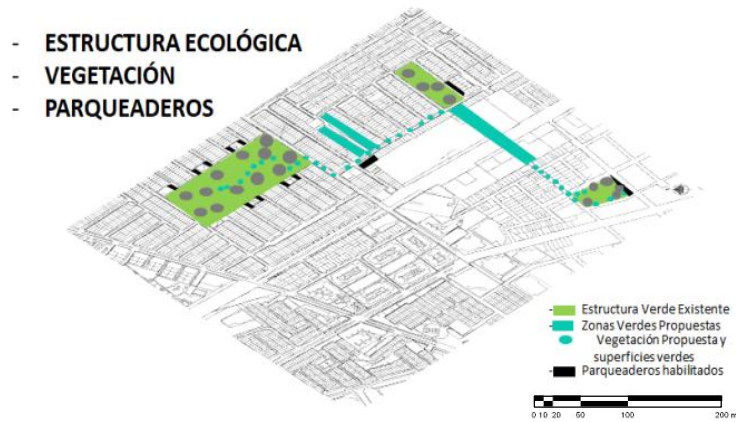 - ESTRUCTURA ECOLÓGICA
- VEGETACIÓN
- PARQUEADEROS
Estructura Verde Existente
Zonas Verdes Propuestas
Vegetación Propuesta y
superficies verdes
Parqueaderos habilitados
0 10 20 50 100 200 m